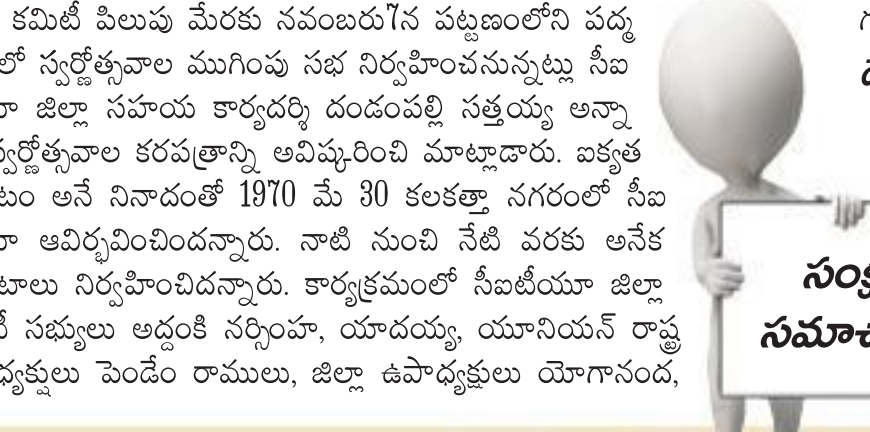 కమిటీ పిలుపు మేరకు నవంబరు7న పట్టణంలోని పద్మ
లో స్వర్ణోత్సవాల ముగింపు సభ నిర్వహించనున్నట్లు సీఐ
జిల్లా సహయ కార్యదర్శి దండంపల్లి సత్తయ్య అన్నా
స్వర్ణోత్సవాల కరపత్రాన్ని అవిష్కరించి మాట్లాడారు. ఐక్యత
టం అనే నినాదంతో 1970 మే 30 కలకత్తా నగరంలో సీఐ
ఆవిర్భవించిందన్నారు. నాటి నుంచి నేటి వరకు అనేక
టాలు నిర్వహించిదన్నారు. కార్యక్రమంలో సీఐటీయూ జిల్లా
టీ సభ్యులు అద్దంకి నర్సింహ, యాదయ్య, యూనియన్ రాష్ట్ర
ధ్యక్షులు పెండెం రాములు, జిల్లా ఉపాధ్యక్షులు యోగానంద,
సంక్ర
సమాచ